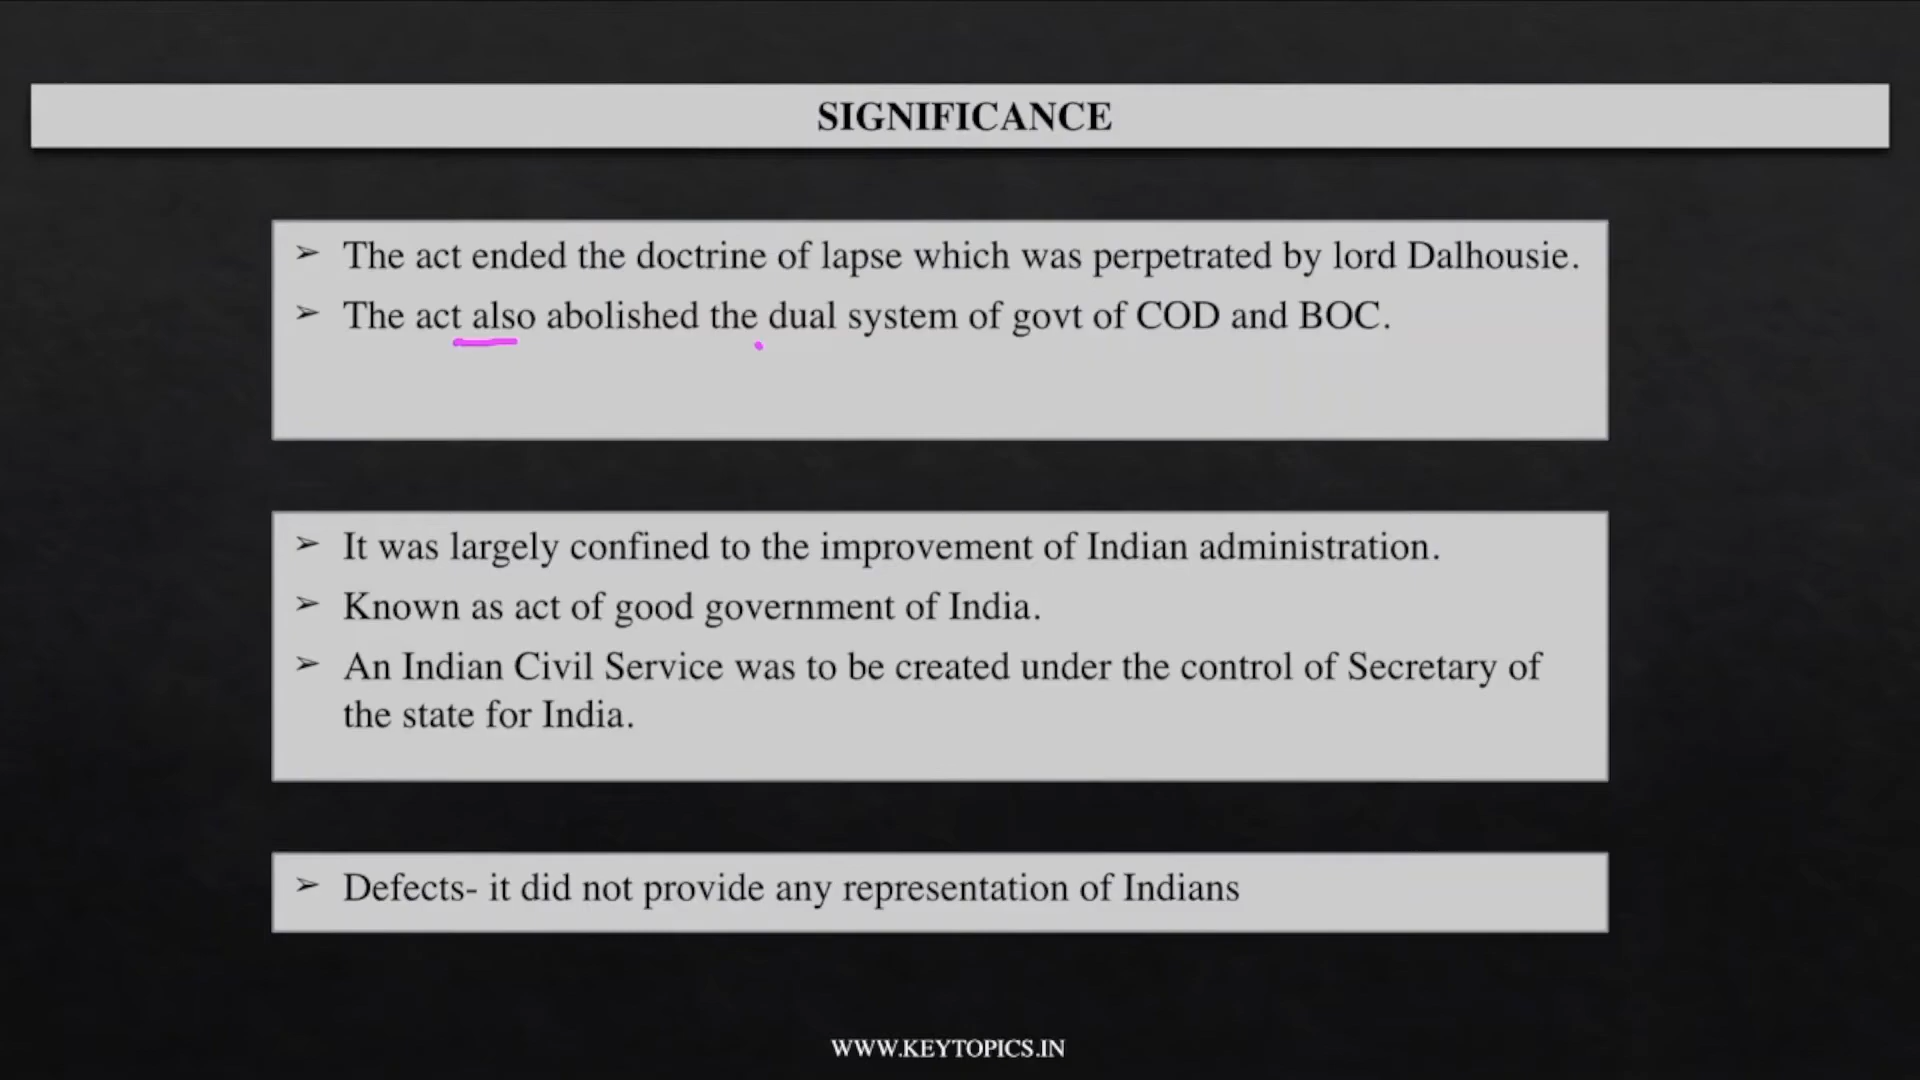 SIGNIFICANCE
➢ The act ended the doctrine of lapse which was perpetrated by lord Dalhousie.
➢ The act also abolished the dual system of govt of COD and BOC.
➢ It was largely confined to the improvement of Indian administration.
➢ Known as act of good government of India.
➢ An Indian Civil Service was to be created under the control of Secretary of
the state for India.
➢ Defects- it did not provide any representation of Indians
WWW.KEYTOPICS.IN